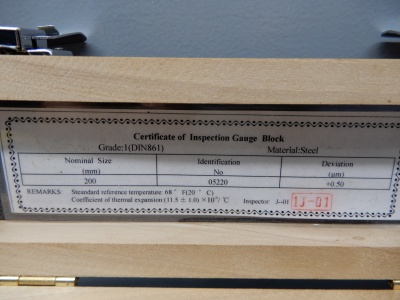 Certificate of Inspection Gauge Block
Grade:1(DIN861) Material:Steel
Nominal Size (mm) Identification No Deviation (μm)
200 05220 +0.50
REMARKS: Standard reference temperature: 68° F(20° C)
Coefficient of thermal expansion (11.5 ± 1.0) ×10⁻⁶/℃ Inspector: J-01 1J-01